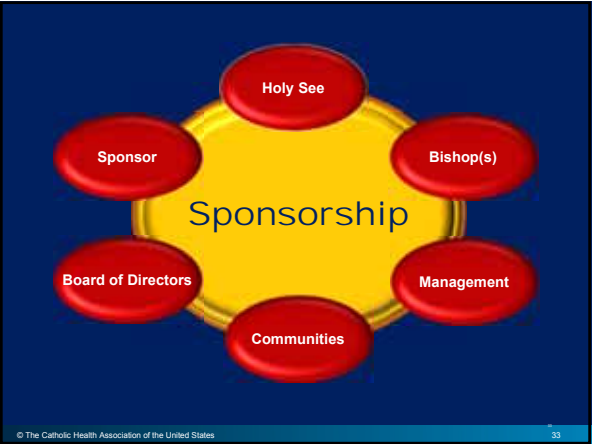 Holy See
Sponsor
Bishop(s)
Sponsorship
Board of Directors
Management
Communities
© The Catholic Health Association of the United States
33